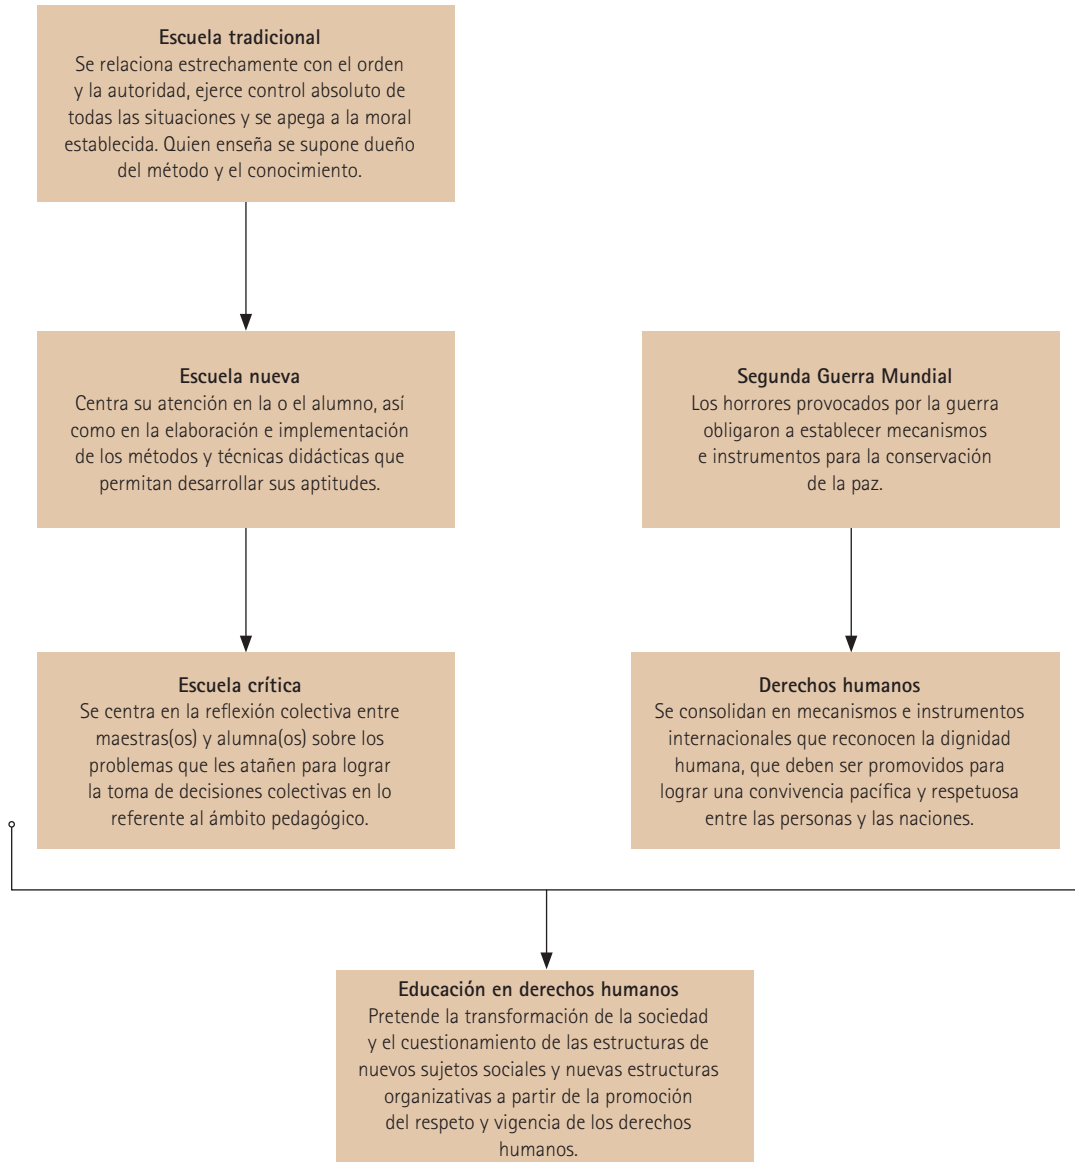 Escuela tradicional
Se relaciona estrechamente con el orden
y la autoridad, ejerce control absoluto de
todas las situaciones y se apega a la moral
establecida. Quien enseña se supone dueño
del método y el conocimiento.
Escuela nueva
Centra su atención en la o el alumno, así
como en la elaboración e implementación
de los métodos y técnicas didácticas que
permitan desarrollar sus aptitudes.
Segunda Guerra Mundial
Los horrores provocados por la guerra
obligaron a establecer mecanismos
e instrumentos para la conservación
de la paz.
Escuela crítica
Se centra en la reflexión colectiva entre
maestras(os) y alumna(os) sobre los
problemas que les atañen para lograr
la toma de decisiones colectivas en lo
referente al ámbito pedagógico.
Derechos humanos
Se consolidan en mecanismos e instrumentos
internacionales que reconocen la dignidad
humana, que deben ser promovidos para
lograr una convivencia pacífica y respetuosa
entre las personas y las naciones.
Educación en derechos humanos
Pretende la transformación de la sociedad
y el cuestionamiento de las estructuras de
nuevos sujetos sociales y nuevas estructuras
organizativas a partir de la promoción
del respeto y vigencia de los derechos
humanos.